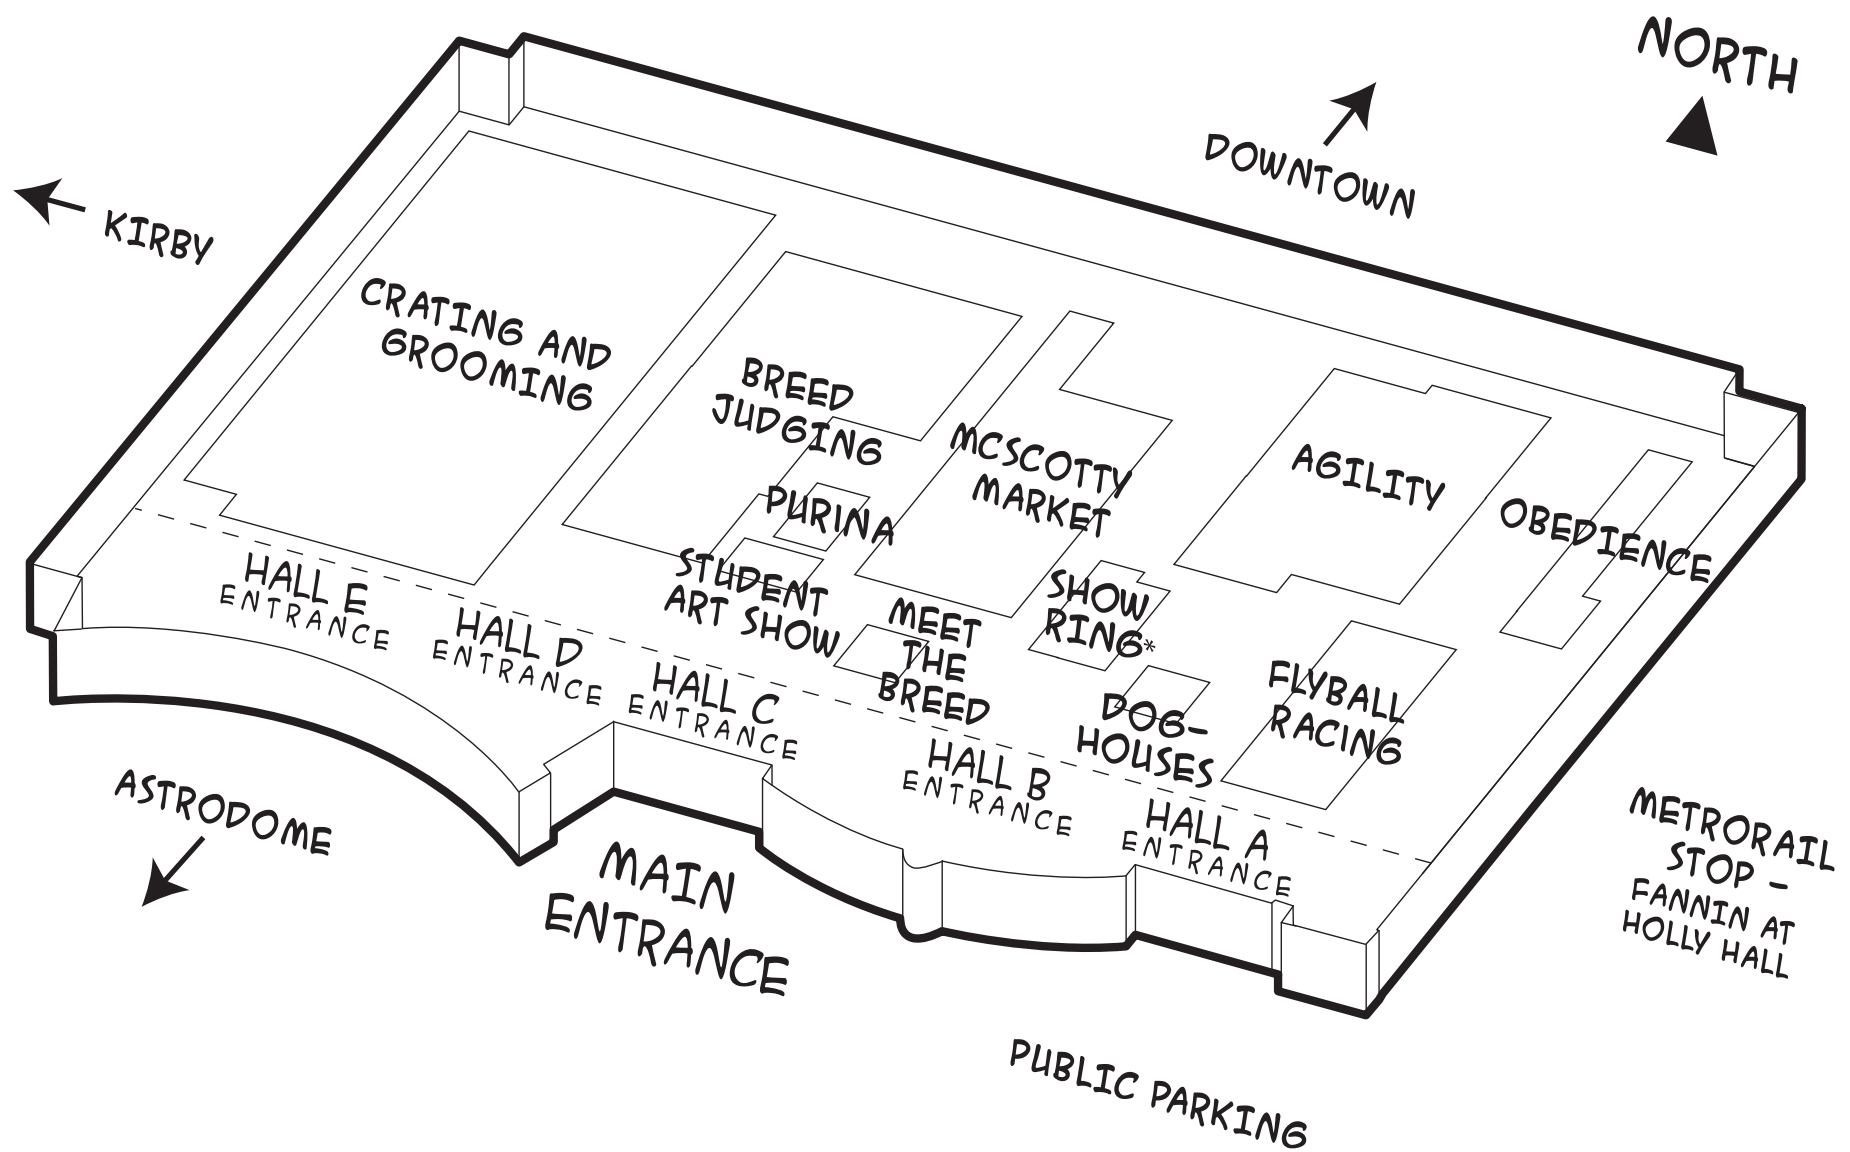 NORTH
DOWNTOWN
KIRBY
CRATING AND
GROOMING
BREED
JUDGING
MCSCOTTY
MARKET
AGILITY
OBEDIENCE
PURINA
STUDENT
ART SHOW
MEET
THE
BREED
SHOW
RING*
DOG-
HOUSES
FLYBALL
RACING
HALL E
ENTRANCE
HALL D
ENTRANCE
HALL C
ENTRANCE
HALL B
ENTRANCE
HALL A
ENTRANCE
ASTRODOME
MAIN
ENTRANCE
METRORAIL
STOP -
FANNIN AT
HOLLY HALL
PUBLIC PARKING